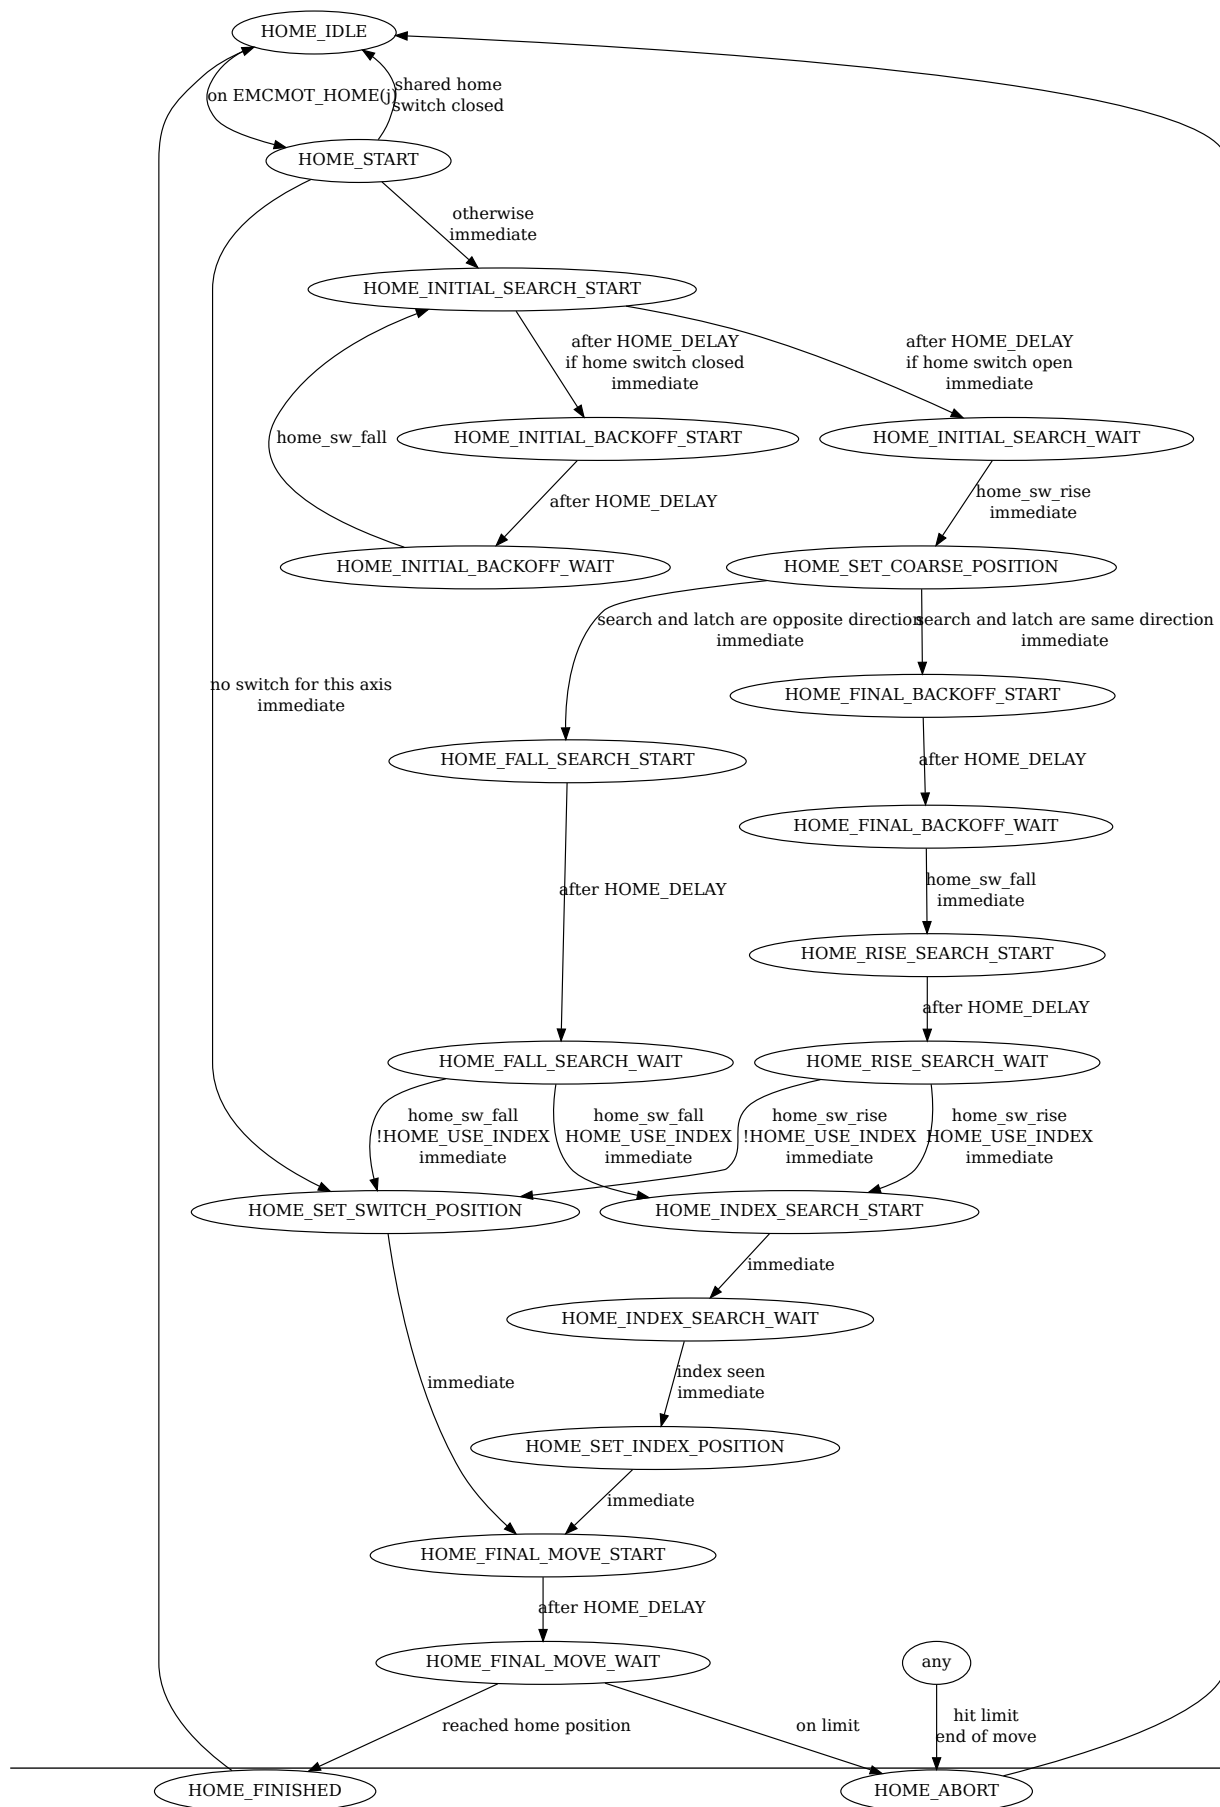 HOME_IDLE
on EMCMOT_HOME(j)
shared home
switch closed
HOME_START
otherwise
immediate
HOME_INITIAL_SEARCH_START
after HOME_DELAY
if home switch closed
immediate
after HOME_DELAY
if home switch open
immediate
home_sw_fall
HOME_INITIAL_BACKOFF_START
HOME_INITIAL_SEARCH_WAIT
after HOME_DELAY
home_sw_rise
immediate
HOME_INITIAL_BACKOFF_WAIT
HOME_SET_COARSE_POSITION
search and latch are opposite direction
immediate
search and latch are same direction
immediate
no switch for this axis
immediate
HOME_FINAL_BACKOFF_START
HOME_FALL_SEARCH_START
after HOME_DELAY
HOME_FINAL_BACKOFF_WAIT
after HOME_DELAY
home_sw_fall
immediate
HOME_RISE_SEARCH_START
after HOME_DELAY
HOME_FALL_SEARCH_WAIT
HOME_RISE_SEARCH_WAIT
home_sw_fall
!HOME_USE_INDEX
immediate
home_sw_fall
HOME_USE_INDEX
immediate
home_sw_rise
!HOME_USE_INDEX
immediate
home_sw_rise
HOME_USE_INDEX
immediate
HOME_SET_SWITCH_POSITION
HOME_INDEX_SEARCH_START
immediate
HOME_INDEX_SEARCH_WAIT
immediate
index seen
immediate
HOME_SET_INDEX_POSITION
immediate
HOME_FINAL_MOVE_START
after HOME_DELAY
HOME_FINAL_MOVE_WAIT
any
reached home position
on limit
hit limit
end of move
HOME_FINISHED
HOME_ABORT